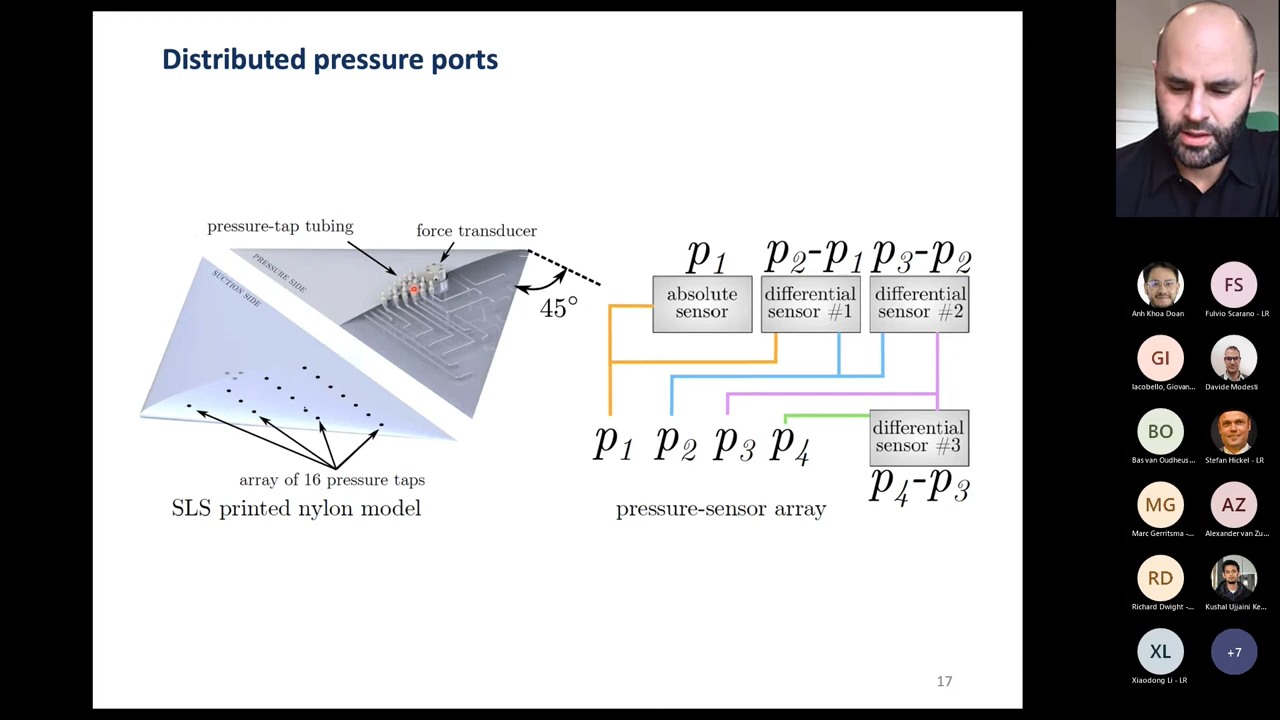 Distributed pressure ports
pressure-tap tubing
force transducer
PRESSURE SIDE
SUCTION SIDE
45°
array of 16 pressure taps
SLS printed nylon model
p1
p2-p1
p3-p2
absolute
sensor
differential
sensor #1
differential
sensor #2
p1
p2
p3
p4
differential
sensor #3
p4-p3
pressure-sensor array
17
Anh Khoa Doan
FS
Fulvio Scarano - LR
GI
Iacobello, Giovan...
Davide Modesti
BO
Bas van Oudheus...
Stefan Hickel - LR
MG
Marc Gerritsma -...
AZ
Alexander van Zu...
RD
Richard Dwight -...
Kushal Ujjaini Ke...
XL
Xiaodong Li - LR
+7